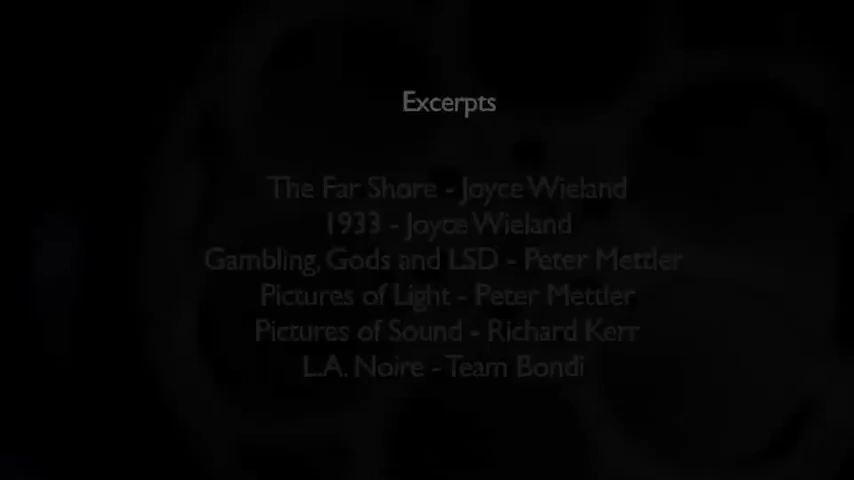 Excerpts
The Far Shore - Joyce Wieland
1933 - Joyce Wieland
Gambling, Gods and LSD - Peter Mettler
Pictures of Light - Peter Mettler
Pictures of Sound - Richard Kerr
L.A. Noire - Team Bondi